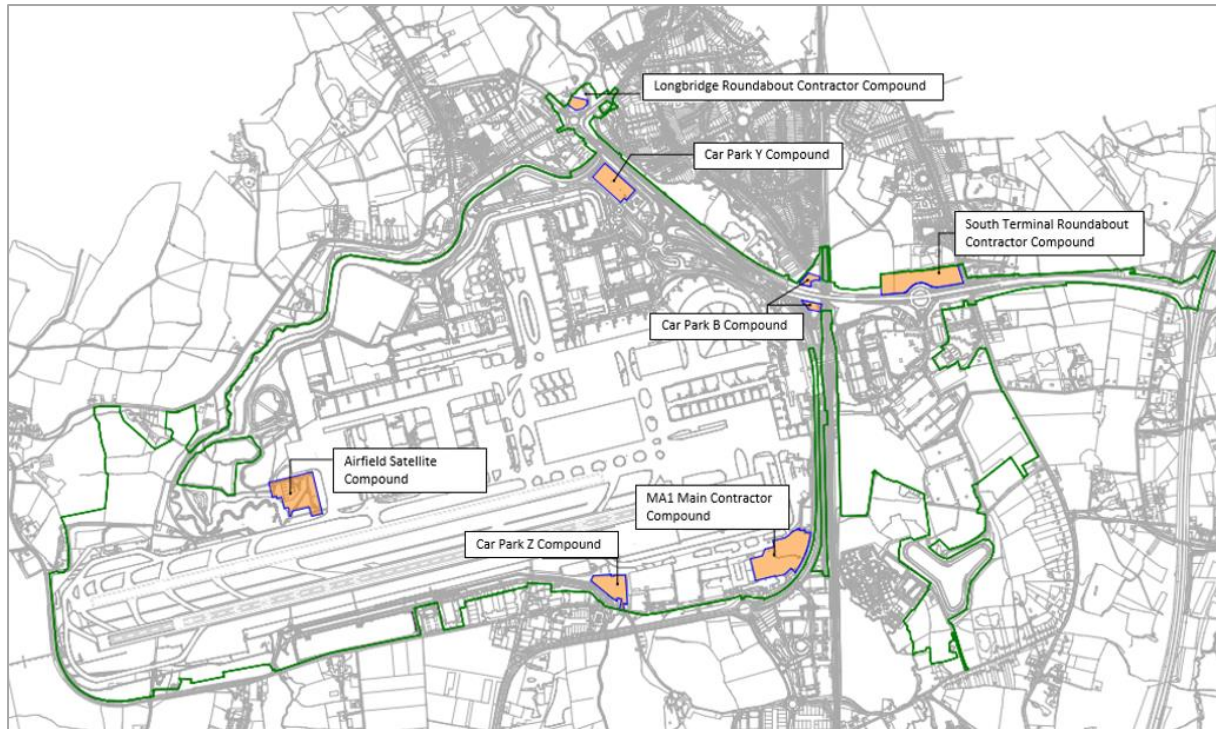 Longbridge Roundabout Contractor Compound
Car Park Y Compound
South Terminal Roundabout
Contractor Compound
Car Park B Compound
Airfield Satellite
Compound
MA1 Main Contractor
Compound
Car Park Z Compound